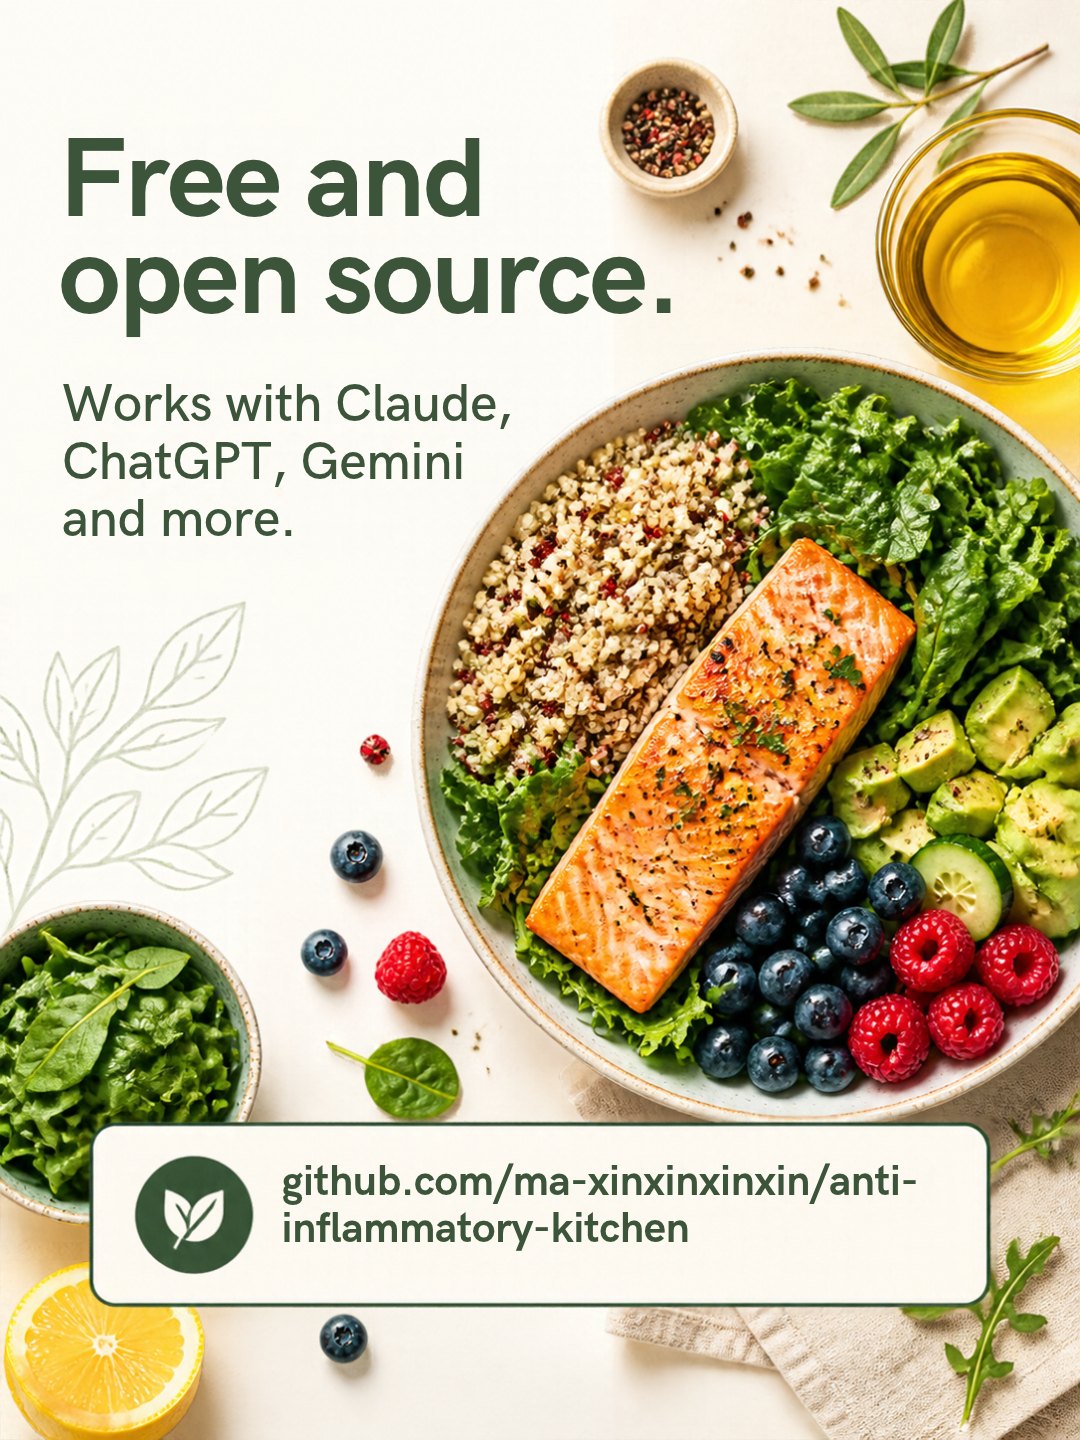 Free and
open source.
Works with Claude,
ChatGPT, Gemini
and more.
github.com/ma-xinxinxinxin/anti-
inflammatory-kitchen